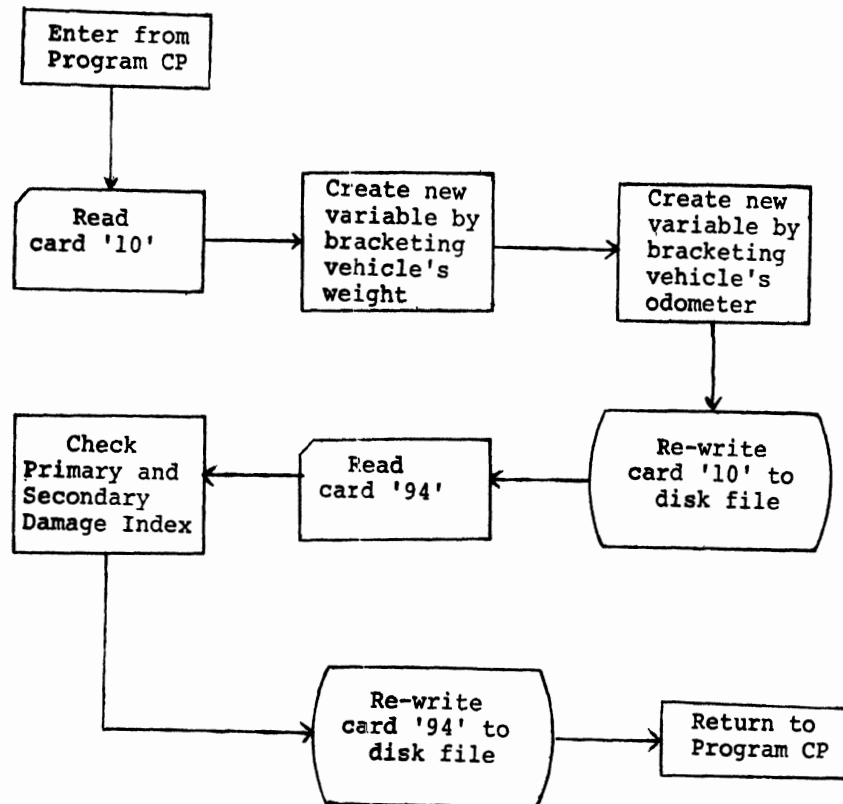 Enter from
Program CP
Read
card '10'
Create new
variable by
bracketing
vehicle's
weight
Create new
variable by
bracketing
vehicle's
odometer
Re-write
card '10' to
disk file
Read
card '94'
Check
Primary and
Secondary
Damage Index
Re-write
card '94' to
disk file
Return to
Program CP